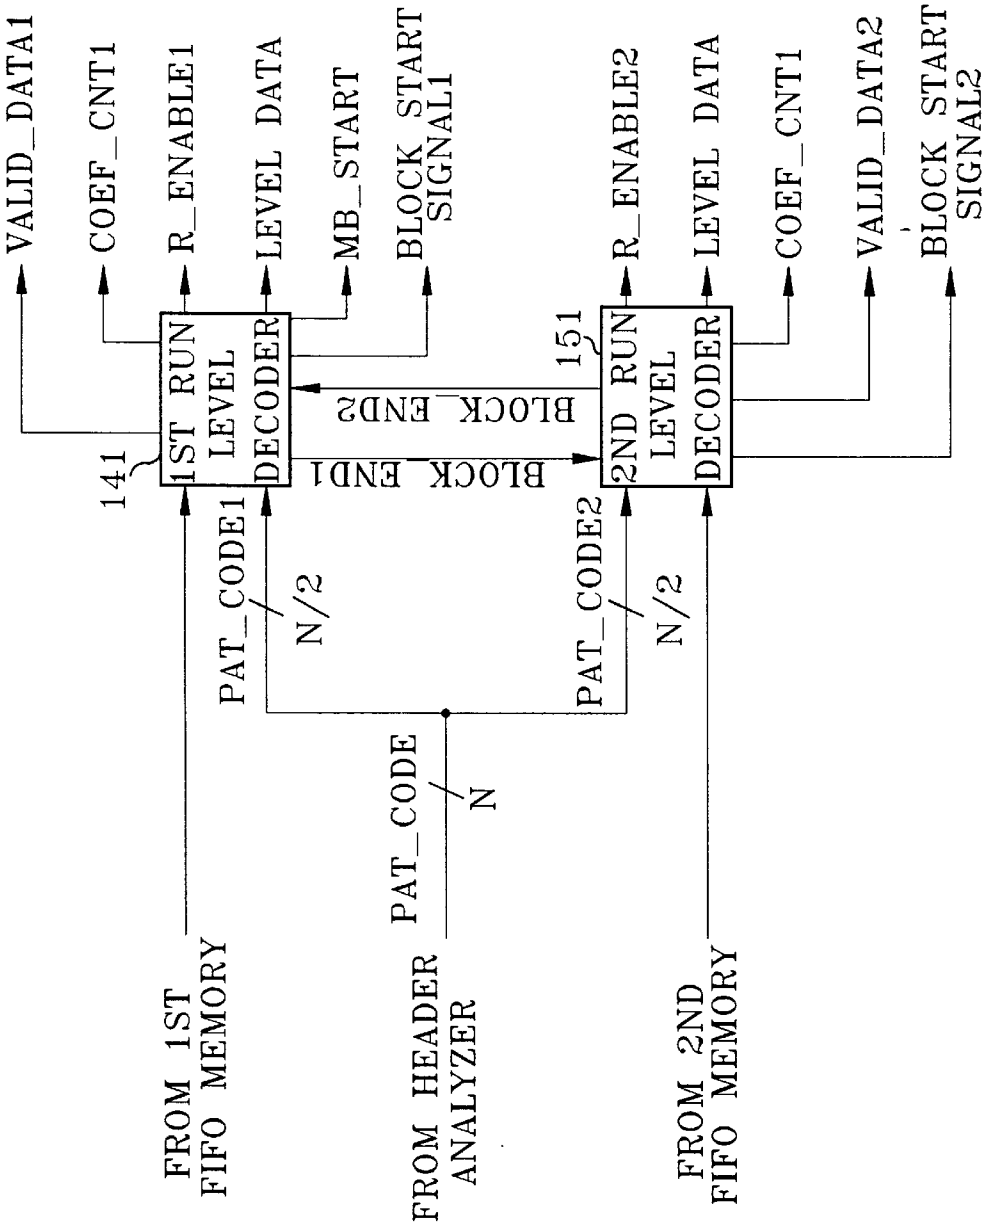 VALID_DATA1
COEF_CNT1
R_ENABLE1
LEVEL DATA
MB_START
BLOCK START
SIGNAL1
141
1ST RUN
LEVEL
DECODER
PAT_CODE1
N/2
BLOCK_END1
BLOCK_END2
FROM 1ST
FIFO MEMORY
PAT_CODE
N
FROM HEADER
ANALYZER
151
2ND RUN
LEVEL
DECODER
PAT_CODE2
N/2
R_ENABLE2
LEVEL DATA
COEF_CNT1
VALID_DATA2
BLOCK START
SIGNAL2
FROM 2ND
FIFO MEMORY